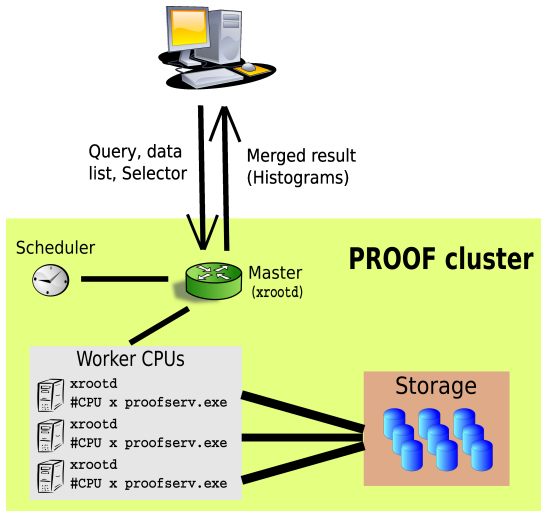 Query, data
list, Selector
Merged result
(Histograms)
Scheduler
PROOF cluster
Master
(xrootd)
Worker CPUs
xrootd
#CPU x proofserv.exe
xrootd
#CPU x proofserv.exe
xrootd
#CPU x proofserv.exe
Storage